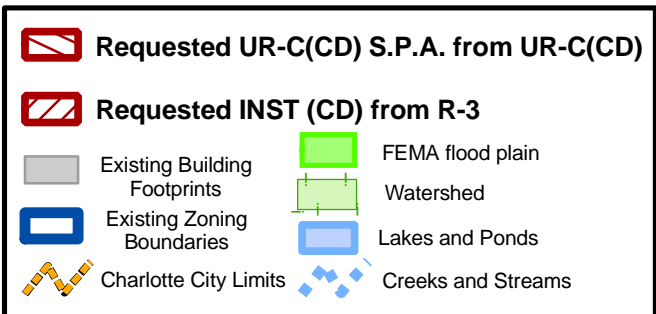 Requested UR-C(CD) S.P.A. from UR-C(CD)
Requested INST (CD) from R-3
Existing Building
Footprints
Existing Zoning
Boundaries
Charlotte City Limits
FEMA flood plain
Watershed
Lakes and Ponds
Creeks and Streams